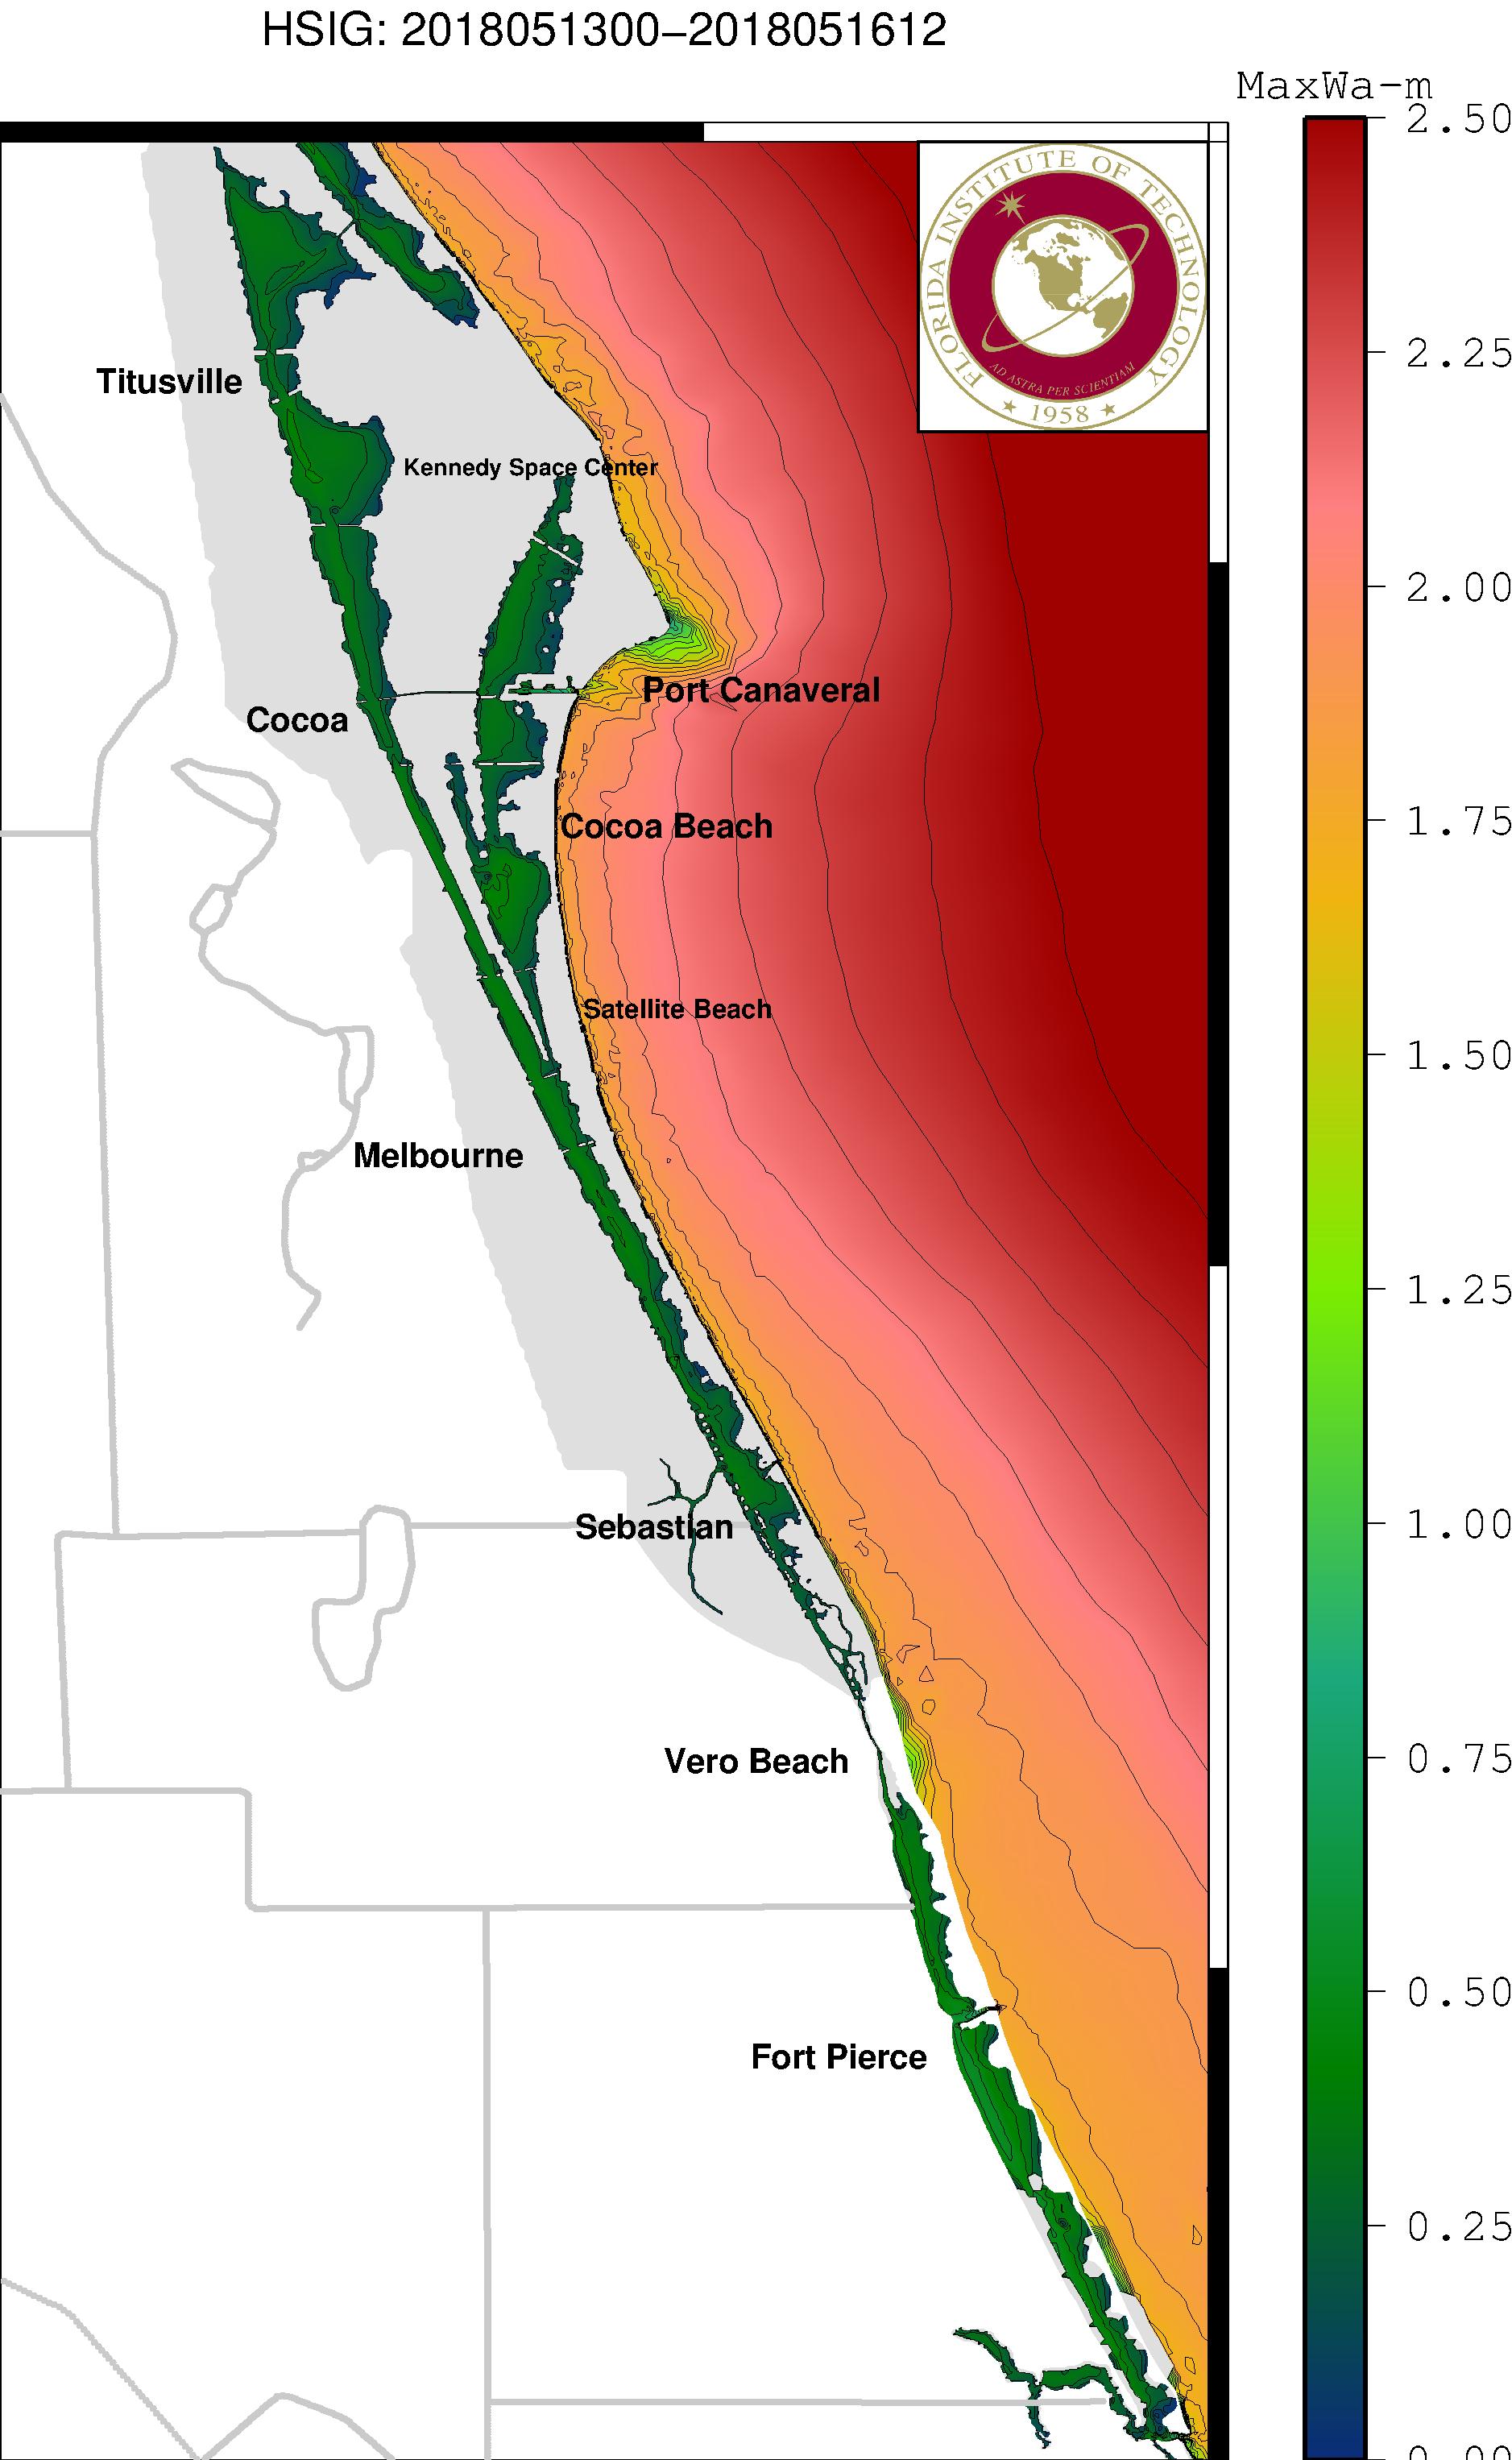 HSIG: 2018051300−2018051612
MaxWa-m
2.50
2.25
2.00
1.75
1.50
1.25
1.00
0.75
0.50
0.25
0.00
FLORIDA INSTITUTE OF TECHNOLOGY
AD ASTRA PER SCIENTIAM
★ 1958 ★
Titusville
Kennedy Space Center
Port Canaveral
Cocoa
Cocoa Beach
Satellite Beach
Melbourne
Sebastian
Vero Beach
Fort Pierce